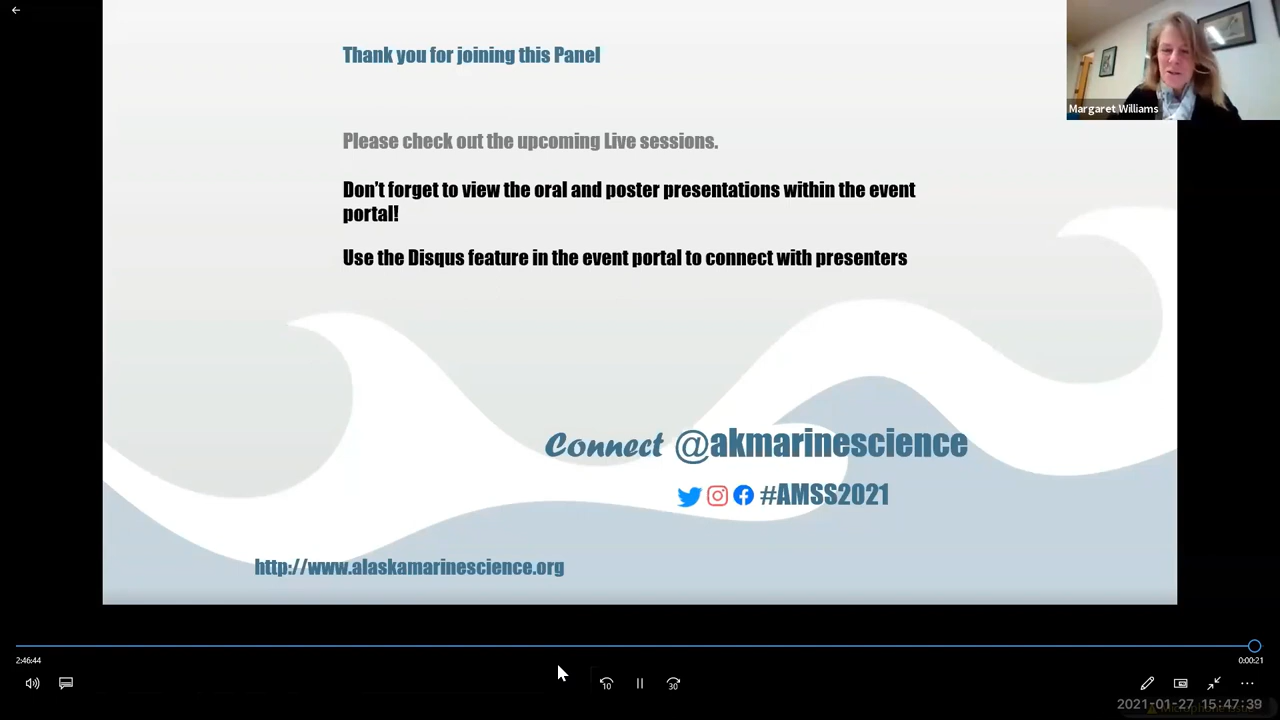 Thank you for joining this Panel
Margaret Williams
Please check out the upcoming Live sessions.
Don't forget to view the oral and poster presentations within the event
portal!
Use the Disqus feature in the event portal to connect with presenters
Connect @akmarinescience
#AMSS2021
http://www.alaskamarinescience.org
2:46:44
0:00:21
10
30
2021-01-27 15:47:39